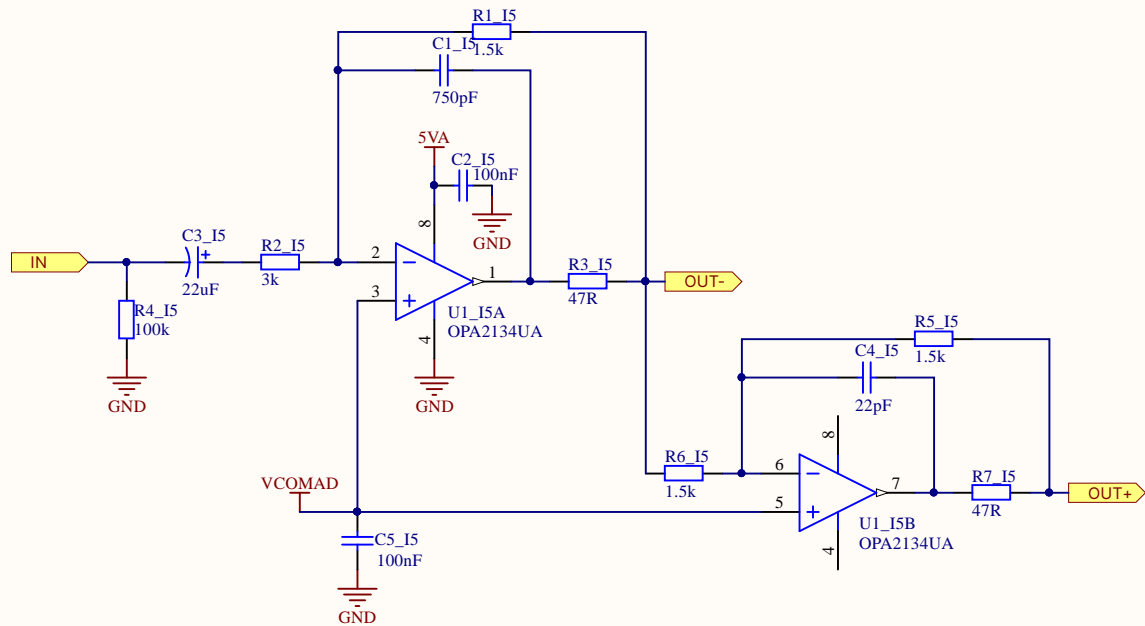 R1_I5
1.5k
C1_I5
750pF
5VA
C2_I5
100nF
GND
8
IN
C3_I5
22uF
R2_I5
3k
2
3
1
4
U1_I5A
OPA2134UA
R3_I5
47R
OUT-
R4_I5
100k
GND
GND
R5_I5
1.5k
C4_I5
22pF
8
R6_I5
1.5k
6
5
7
4
R7_I5
47R
OUT+
U1_I5B
OPA2134UA
VCOMAD
C5_I5
100nF
GND